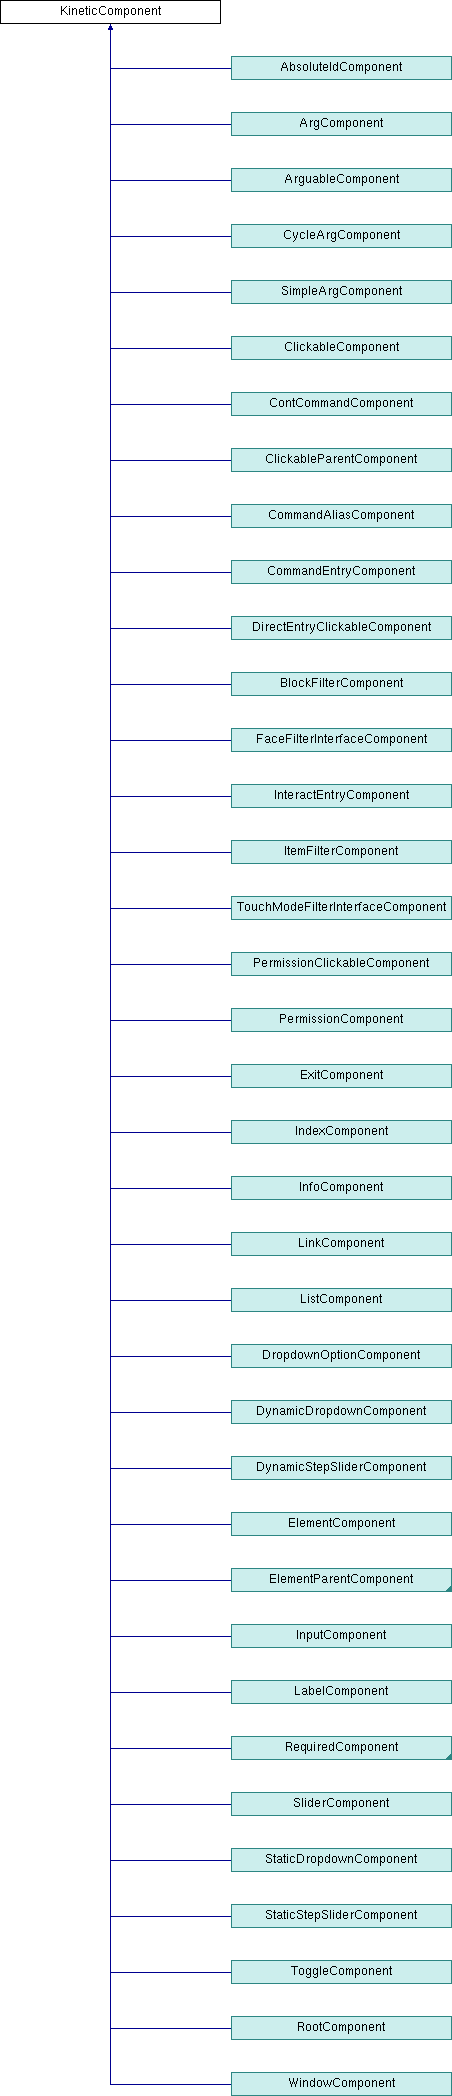 KineticComponent
AbsoluteIdComponent
ArgComponent
ArguableComponent
CycleArgComponent
SimpleArgComponent
ClickableComponent
ContCommandComponent
ClickableParentComponent
CommandAliasComponent
CommandEntryComponent
DirectEntryClickableComponent
BlockFilterComponent
FaceFilterInterfaceComponent
InteractEntryComponent
ItemFilterComponent
TouchModeFilterInterfaceComponent
PermissionClickableComponent
PermissionComponent
ExitComponent
IndexComponent
InfoComponent
LinkComponent
ListComponent
DropdownOptionComponent
DynamicDropdownComponent
DynamicStepSliderComponent
ElementComponent
ElementParentComponent
InputComponent
LabelComponent
RequiredComponent
SliderComponent
StaticDropdownComponent
StaticStepSliderComponent
ToggleComponent
RootComponent
WindowComponent